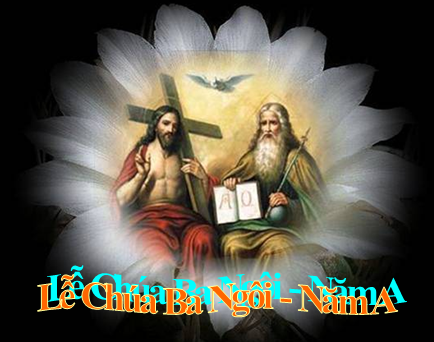 A Ω
Lễ Chúa Ba Ngôi - Năm A